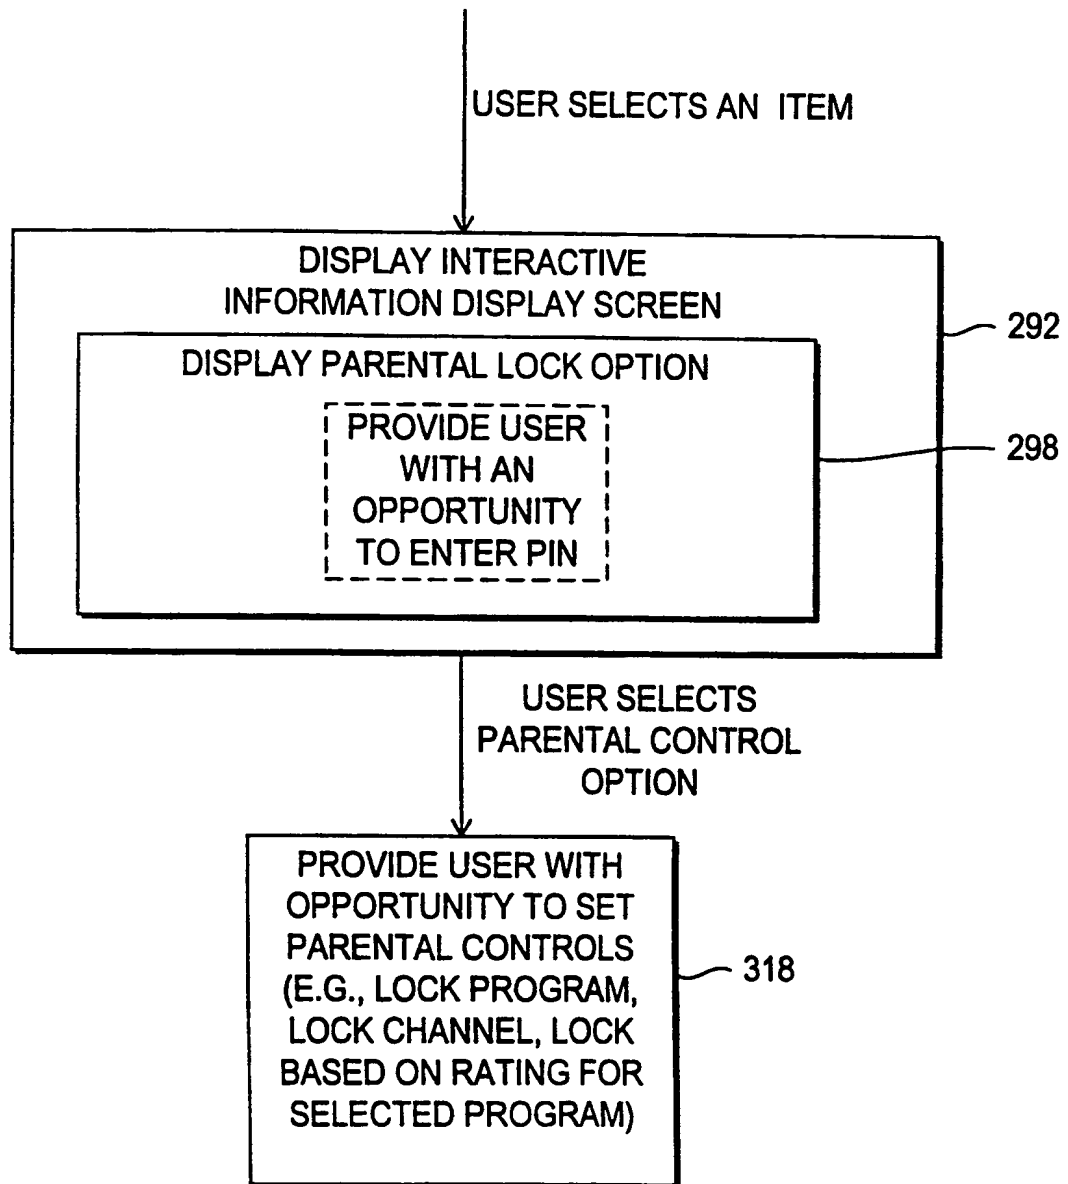 USER SELECTS AN ITEM
DISPLAY INTERACTIVE
INFORMATION DISPLAY SCREEN
292
DISPLAY PARENTAL LOCK OPTION
PROVIDE USER
WITH AN
OPPORTUNITY
TO ENTER PIN
298
USER SELECTS
PARENTAL CONTROL
OPTION
PROVIDE USER WITH
OPPORTUNITY TO SET
PARENTAL CONTROLS
(E.G., LOCK PROGRAM,
LOCK CHANNEL, LOCK
BASED ON RATING FOR
SELECTED PROGRAM)
318